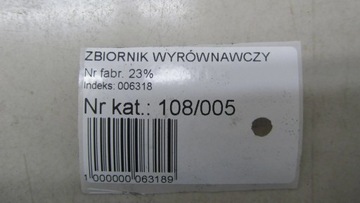 ZBIORNIK WYRÓWNAWCZY
Nr fabr. 23%
Indeks: 006318
Nr kat.: 108/005
1 000000 063189